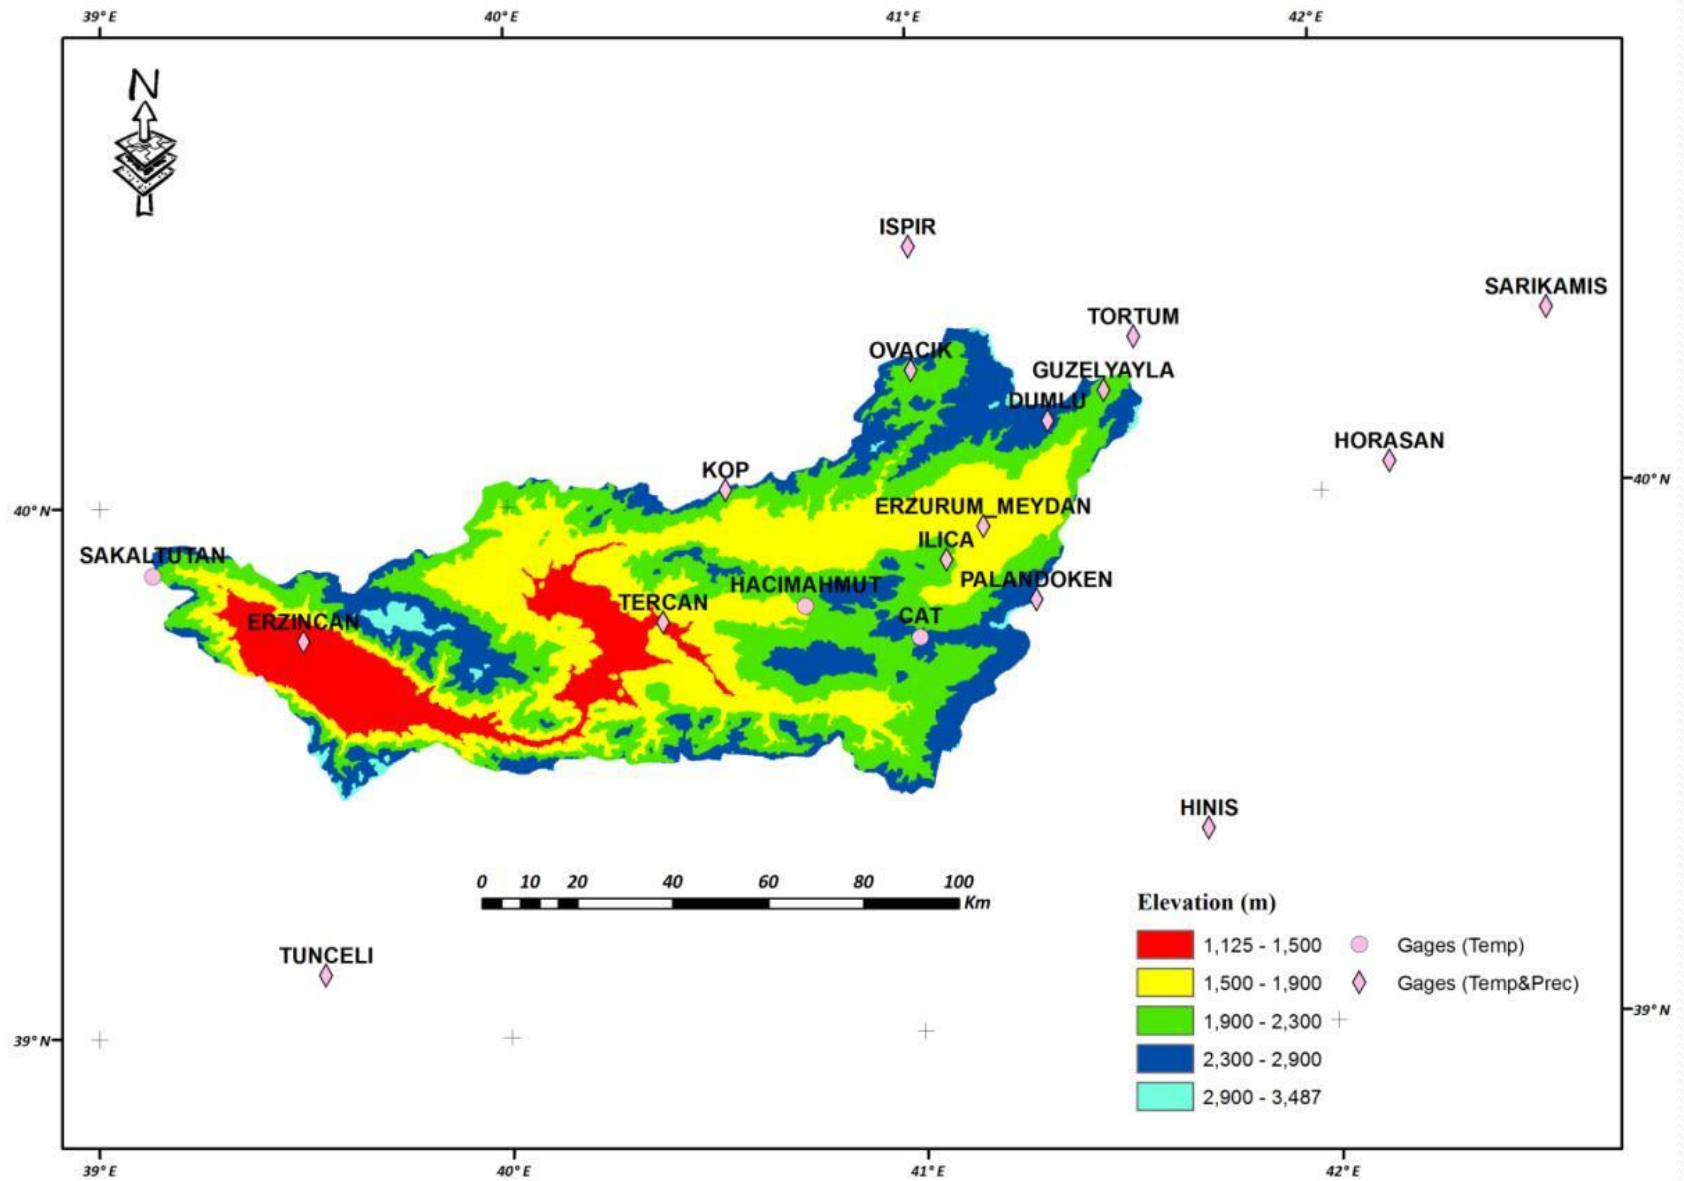 39° E 40° E 41° E 42° E
N
ISPIR
SARIKAMIS
TORTUM
OVACIK
GUZELYAYLA
DUMLU
HORASAN
KOP
40° N
ERZURUM_MEYDAN
40° N
ILICA
SAKALTUTAN
PALANDOKEN
HACIMAHMUT
TERCAN
CAT
ERZINCAN
HINIS
0 10 20 40 60 80 100
Km
Elevation (m)
1,125 - 1,500 Gages (Temp)
1,500 - 1,900 Gages (Temp&Prec)
1,900 - 2,300
2,300 - 2,900
2,900 - 3,487
TUNCELI
39° N
39° N
39° E 40° E 41° E 42° E